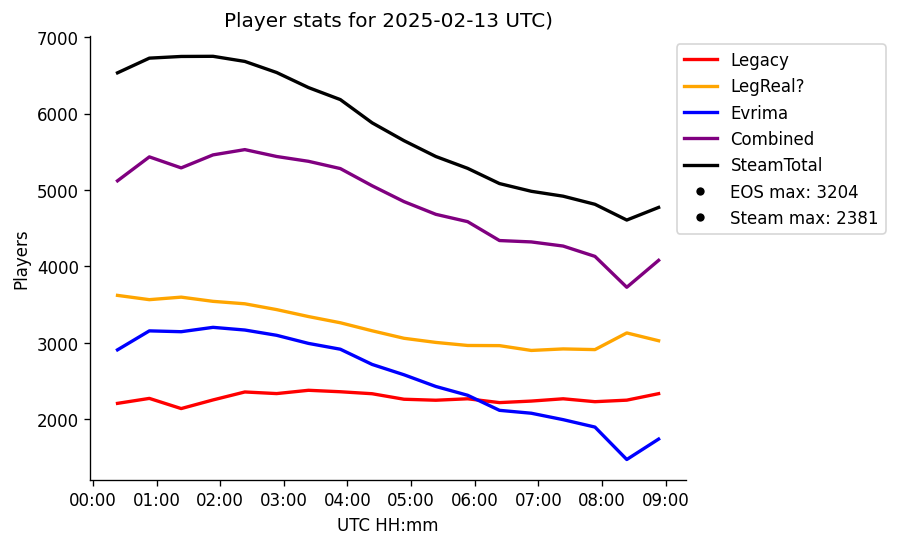 Player stats for 2025-02-13 UTC)
7000
6000
5000
4000
3000
2000
Players
00:00 01:00 02:00 03:00 04:00 05:00 06:00 07:00 08:00 09:00
UTC HH:mm
Legacy
LegReal?
Evrima
Combined
SteamTotal
EOS max: 3204
Steam max: 2381